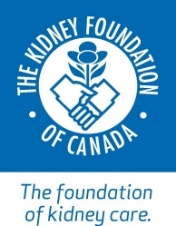 THE KIDNEY FOUNDATION
OF CANADA
The foundation
of kidney care.